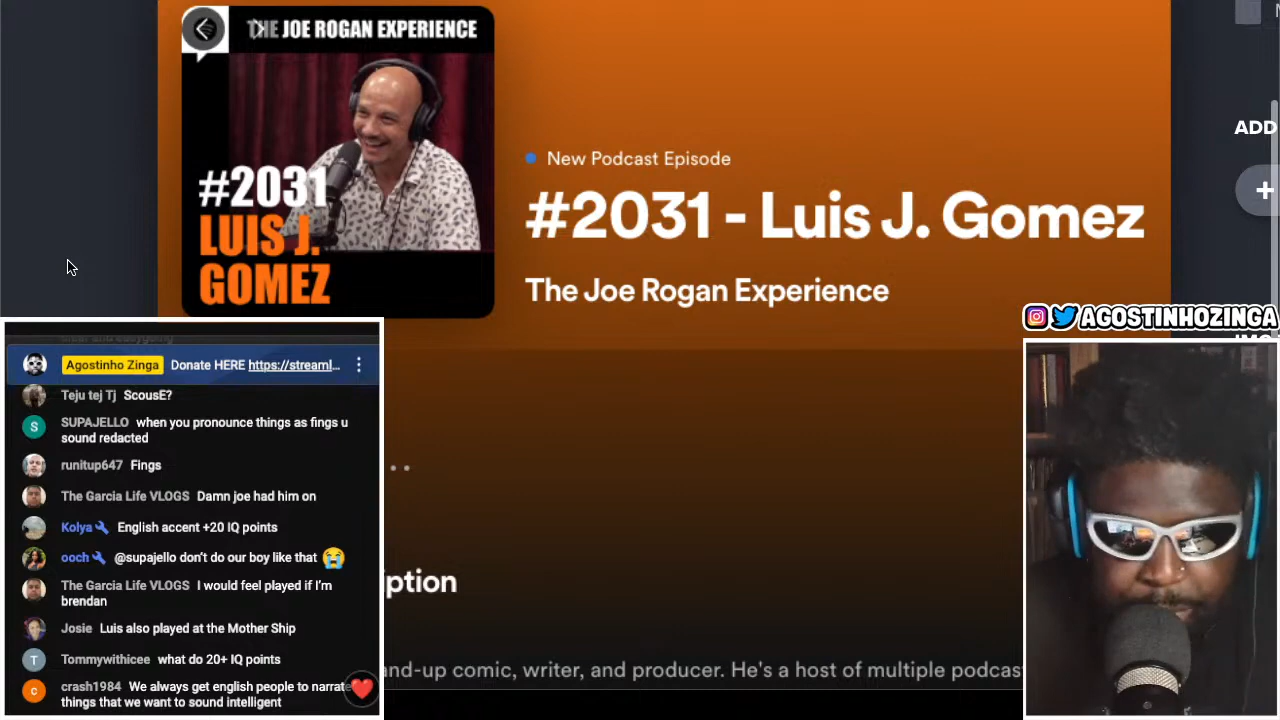 THE JOE ROGAN EXPERIENCE
#2031
LUIS J.
GOMEZ
New Podcast Episode
#2031 - Luis J. Gomez
The Joe Rogan Experience
ADD
AGOSTINHOZINGA
Agostinho Zinga Donate HERE https://streaml...
Teju tej Tj ScousE?
SUPAJELLO when you pronounce things as fings u
sound redacted
runitup647 Fings
The Garcia Life VLOGS Damn joe had him on
Kolya English accent +20 IQ points
ooch @supajello don't do our boy like that 😭
The Garcia Life VLOGS I would feel played if I'm
brendan
Josie Luis also played at the Mother Ship
Tommywithicee what do 20+ IQ points
crash1984 We always get english people to narrate
things that we want to sound intelligent
S
T
c
iption
and-up comic, writer, and producer. He's a host of multiple podcast